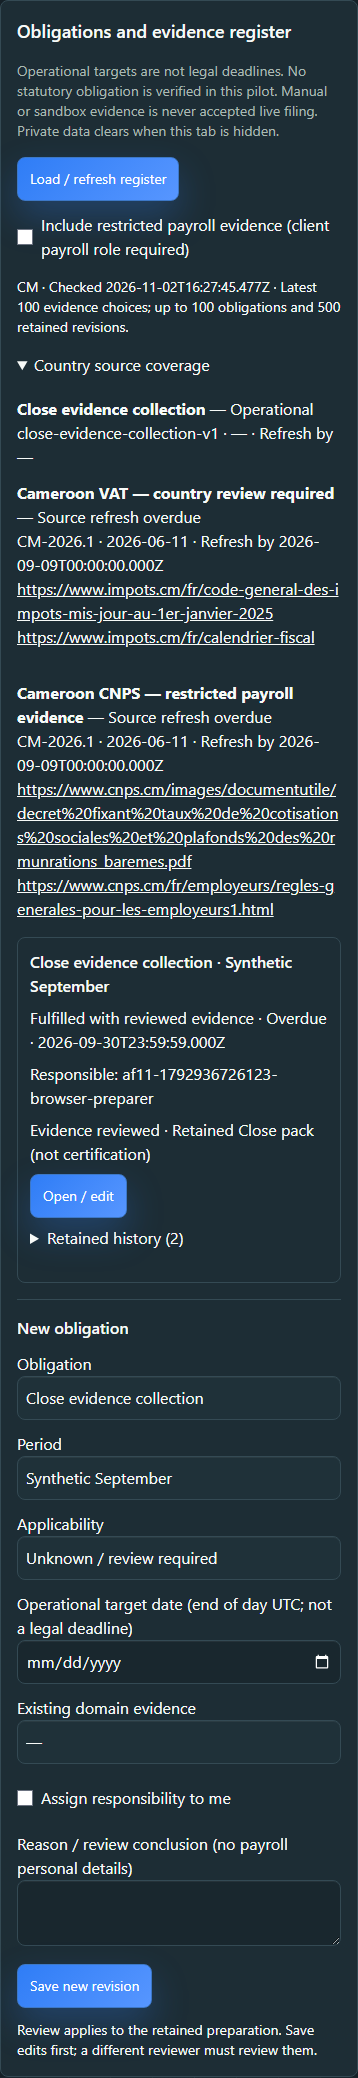 Obligations and evidence register
Operational targets are not legal deadlines. No
statutory obligation is verified in this pilot. Manual
or sandbox evidence is never accepted live filing.
Private data clears when this tab is hidden.
Load / refresh register
Include restricted payroll evidence (client
payroll role required)
CM · Checked 2026-11-02T16:27:45.477Z · Latest
100 evidence choices; up to 100 obligations and 500
retained revisions.
▼ Country source coverage
Close evidence collection — Operational
close-evidence-collection-v1 · — · Refresh by
—
Cameroon VAT — country review required
— Source refresh overdue
CM-2026.1 · 2026-06-11 · Refresh by 2026-
09-09T00:00:00.000Z
https://www.impots.cm/fr/code-general-des-i
mpots-mis-jour-au-1er-janvier-2025
https://www.impots.cm/fr/calendrier-fiscal
Cameroon CNPS — restricted payroll
evidence — Source refresh overdue
CM-2026.1 · 2026-06-11 · Refresh by 2026-
09-09T00:00:00.000Z
https://www.cnps.cm/images/documentutile/
decret%20fixant%20taux%20de%20cotisation
s%20sociales%20et%20plafonds%20des%20r
munrations_baremes.pdf
https://www.cnps.cm/fr/employeurs/regles-g
enerales-pour-les-employeurs1.html
Close evidence collection · Synthetic
September
Fulfilled with reviewed evidence · Overdue
· 2026-09-30T23:59:59.000Z
Responsible: af11-1792936726123-
browser-preparer
Evidence reviewed · Retained Close pack
(not certification)
Open / edit
▶ Retained history (2)
New obligation
Obligation
Close evidence collection
Period
Synthetic September
Applicability
Unknown / review required
Operational target date (end of day UTC; not
a legal deadline)
mm/dd/yyyy
Existing domain evidence
—
Assign responsibility to me
Reason / review conclusion (no payroll
personal details)
Save new revision
Review applies to the retained preparation. Save
edits first; a different reviewer must review them.